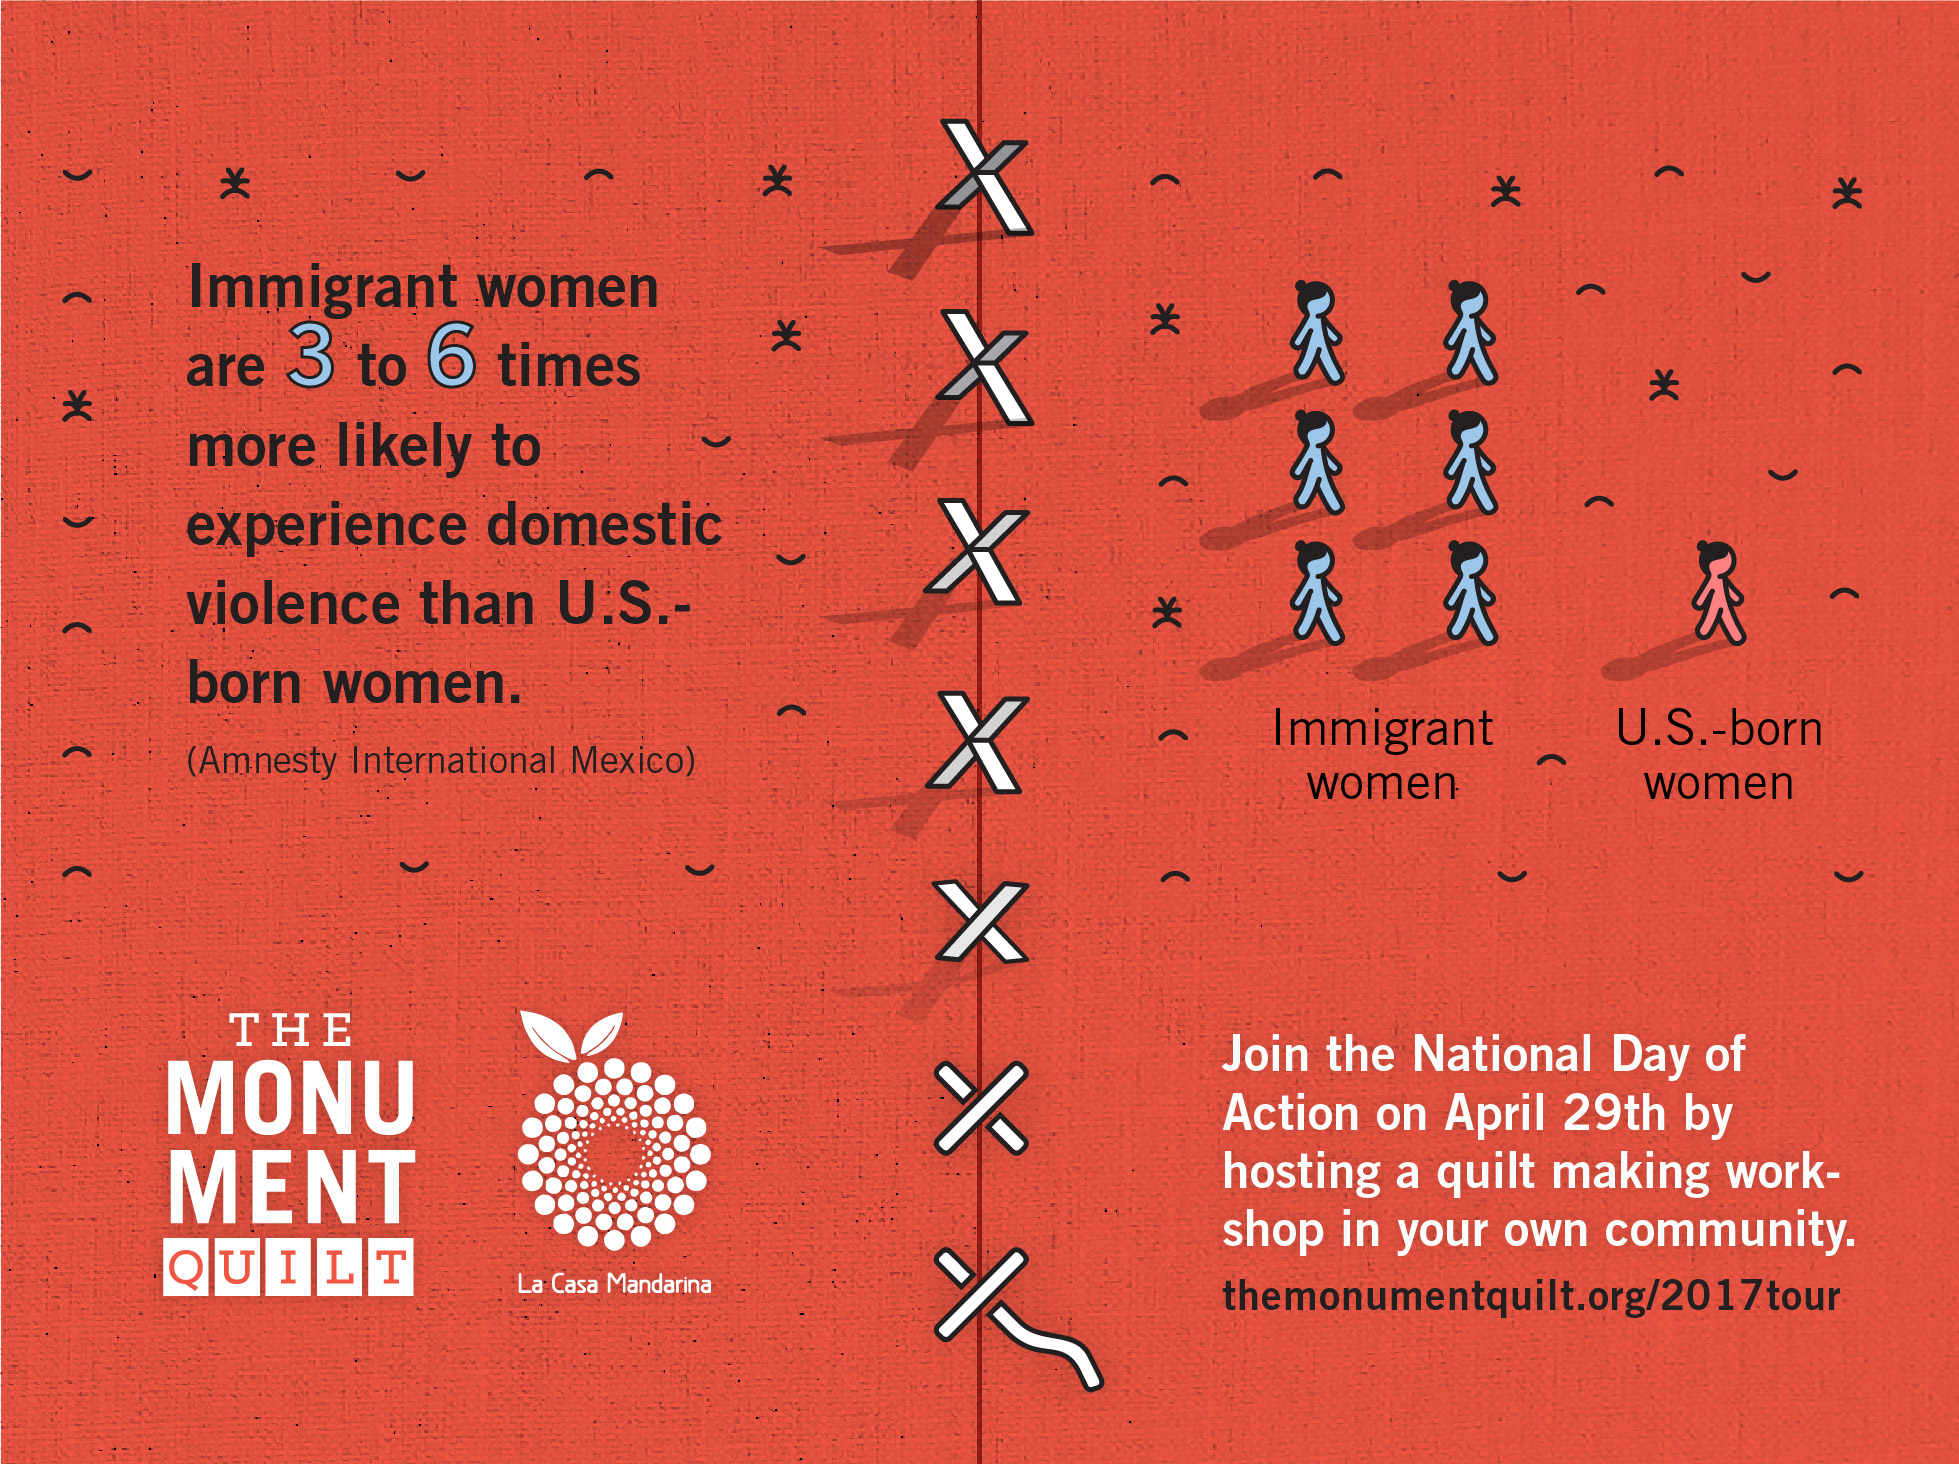 Immigrant women
are 3 to 6 times
more likely to
experience domestic
violence than U.S.-
born women.
(Amnesty International Mexico)
Immigrant
women
U.S.-born
women
THE
MONU
MENT
QUILT
La Casa Mandarina
Join the National Day of
Action on April 29th by
hosting a quilt making work-
shop in your own community.
themonumentquilt.org/2017tour